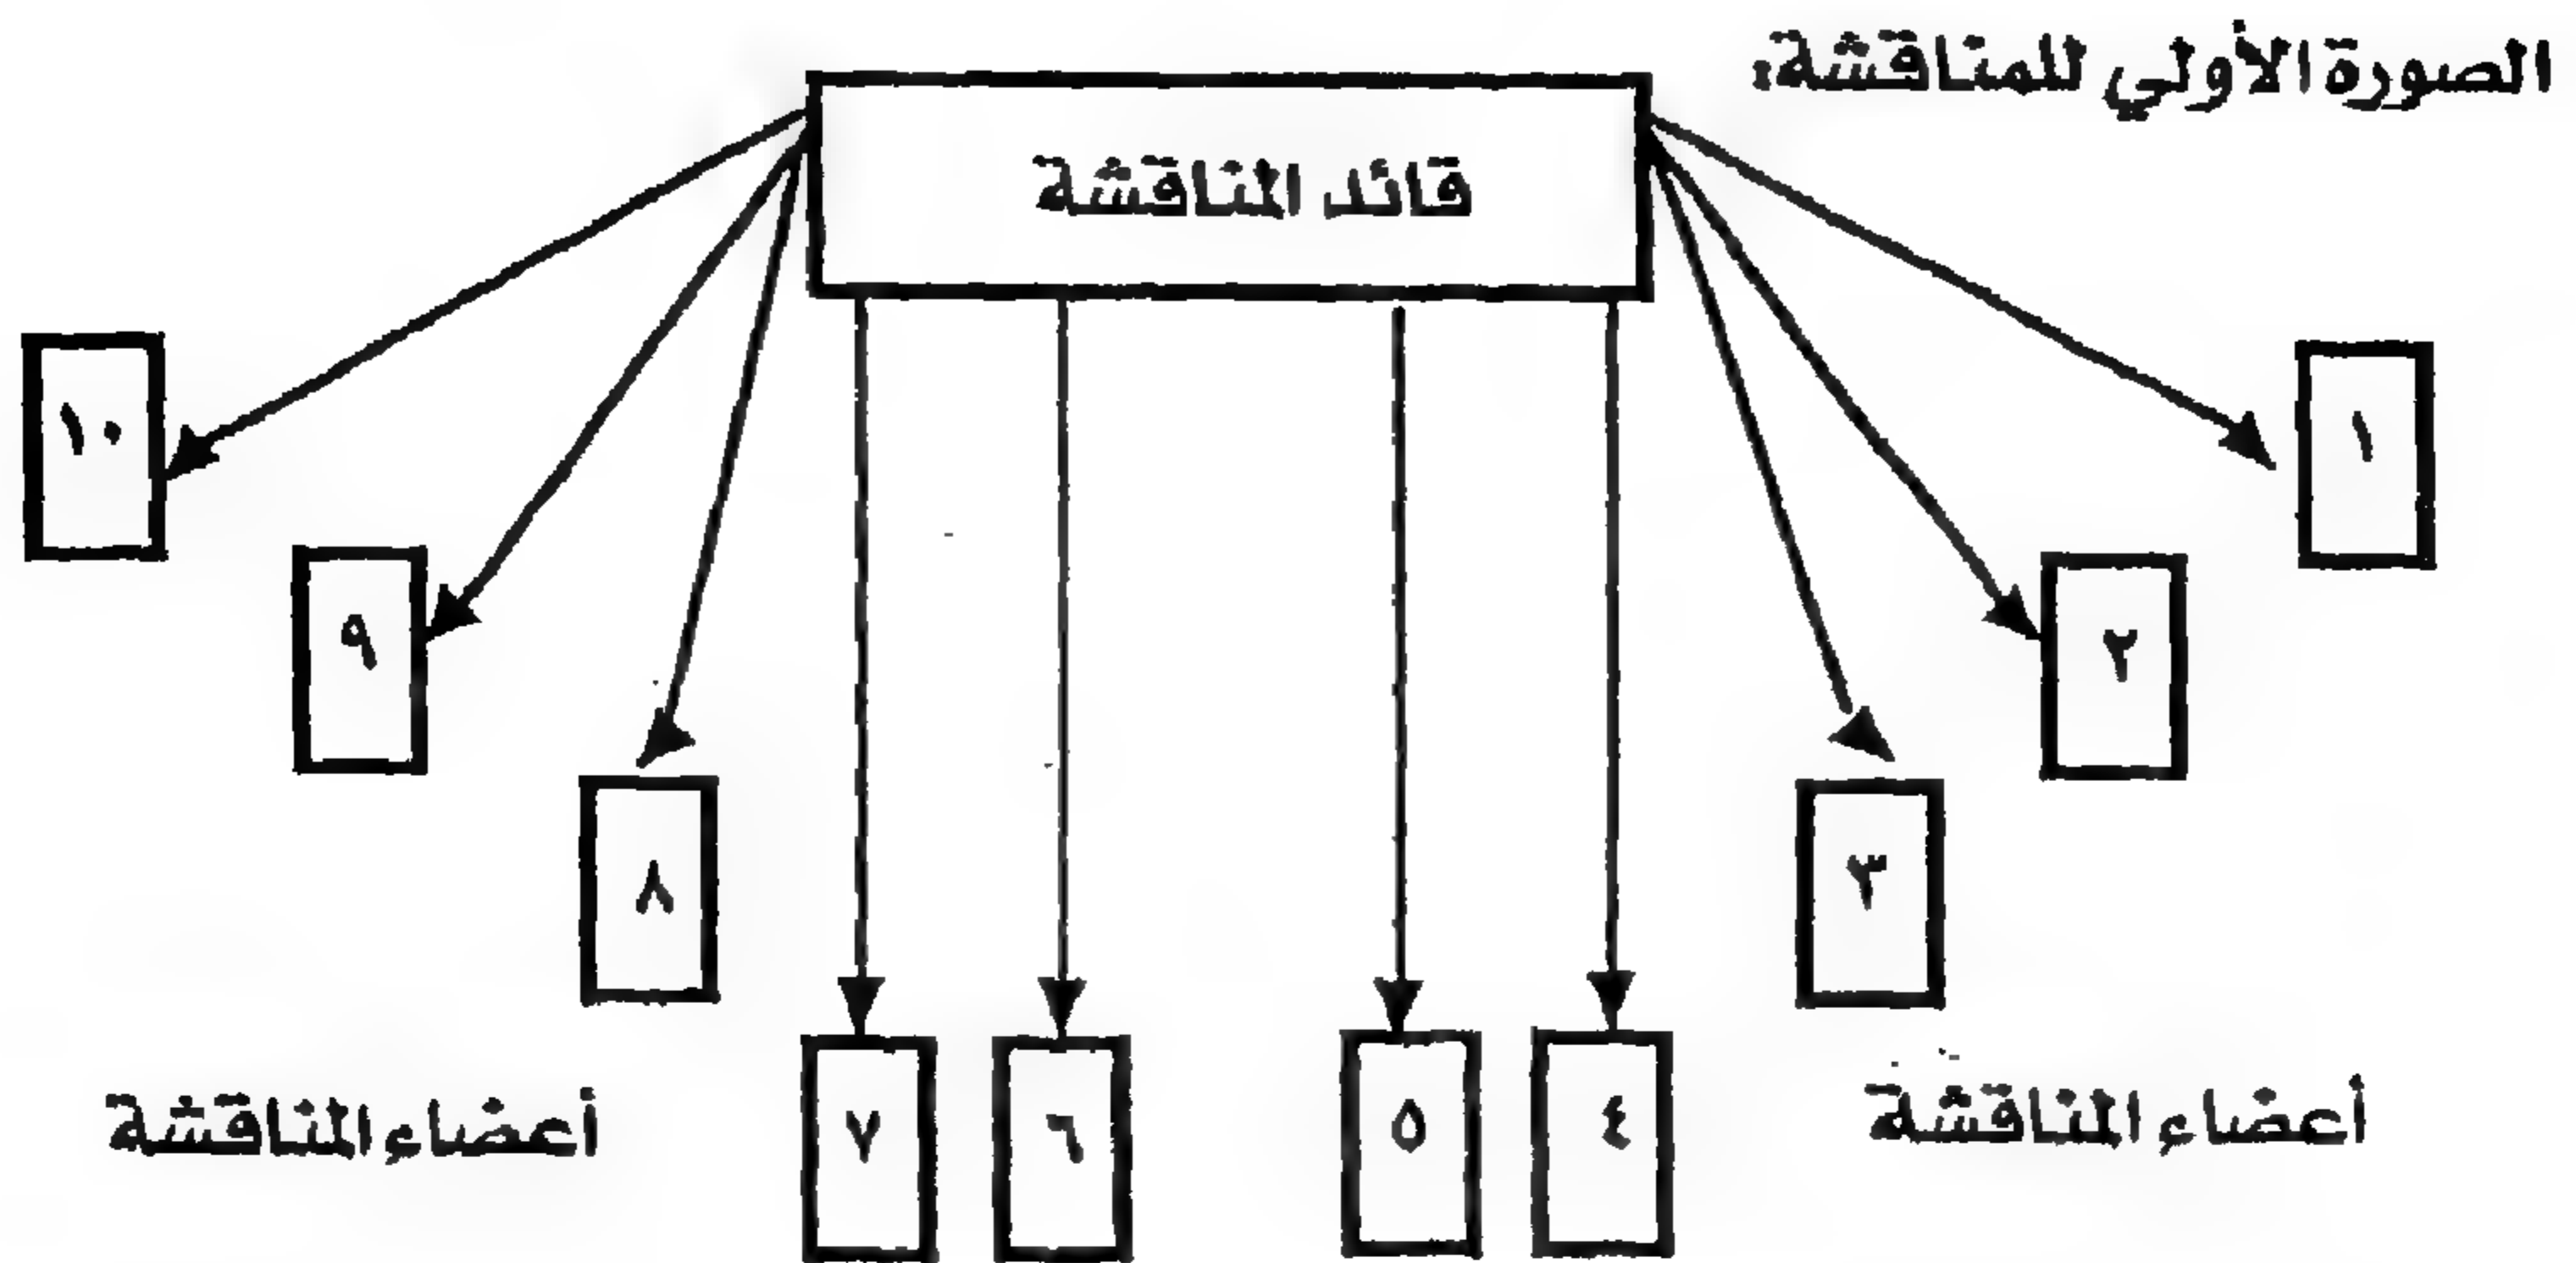 الصورة الأولي للمناقشة:
قائد المناقشة
١
١٠
٢
٩
٣
٨
٤
٥
٦
٧
أعضاء المناقشة
أعضاء المناقشة